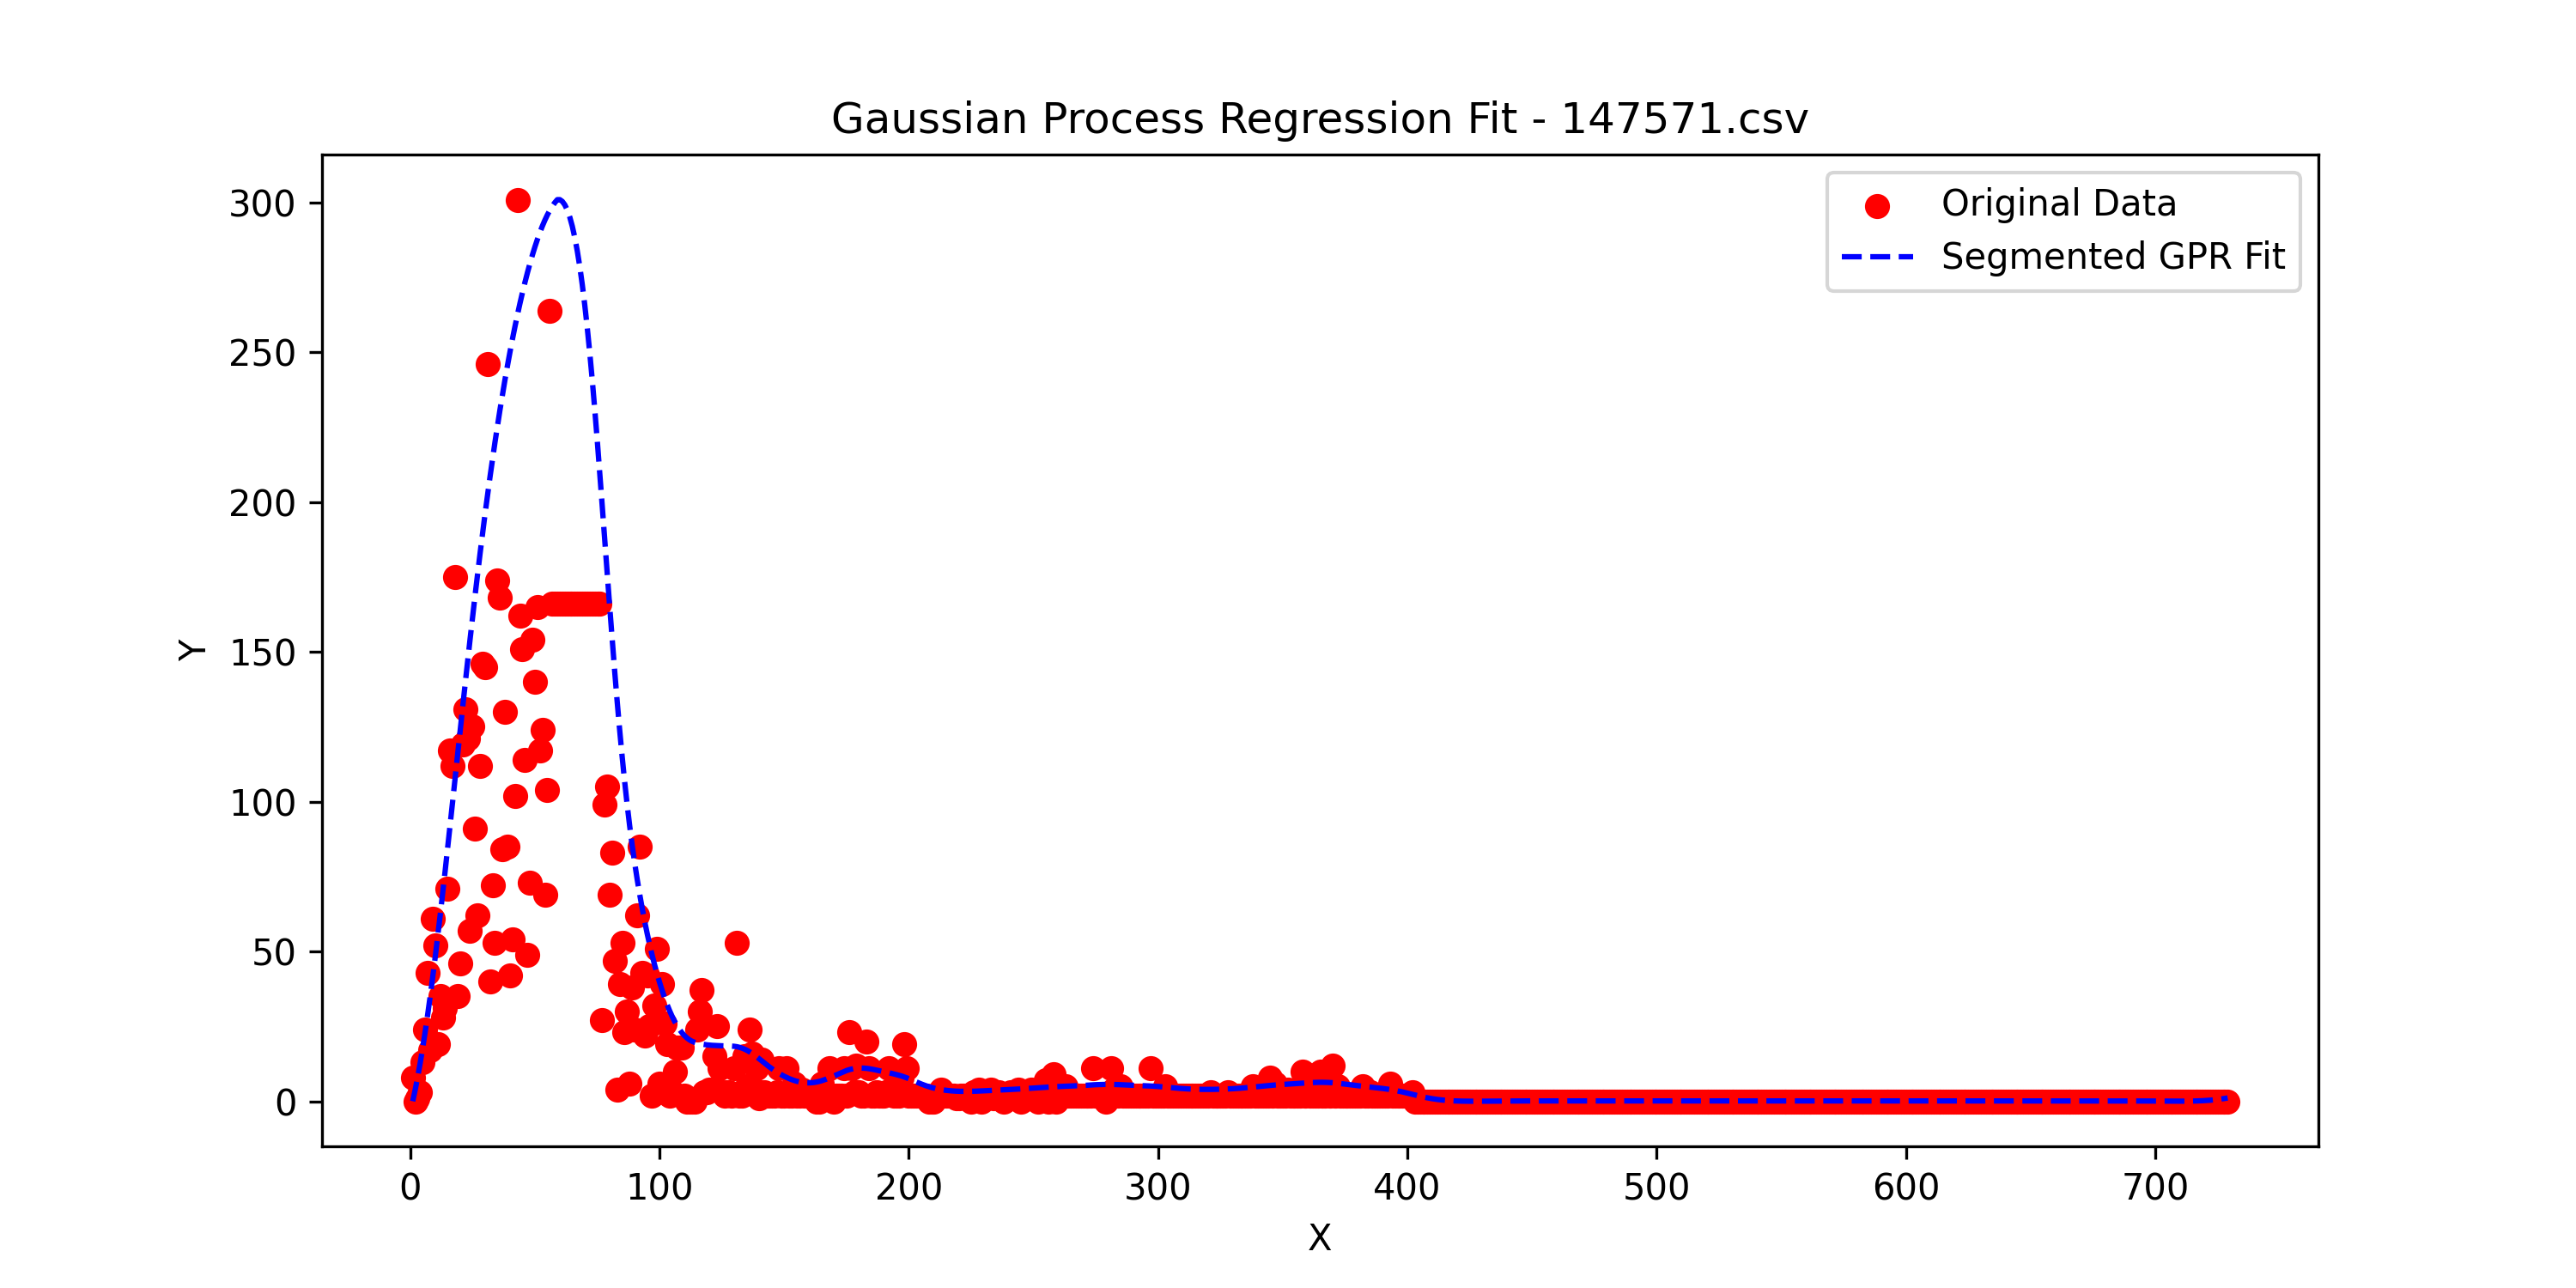 Gaussian Process Regression Fit - 147571.csv
Original Data
Segmented GPR Fit
300
250
200
150
100
50
0
Y
0 100 200 300 400 500 600 700
X